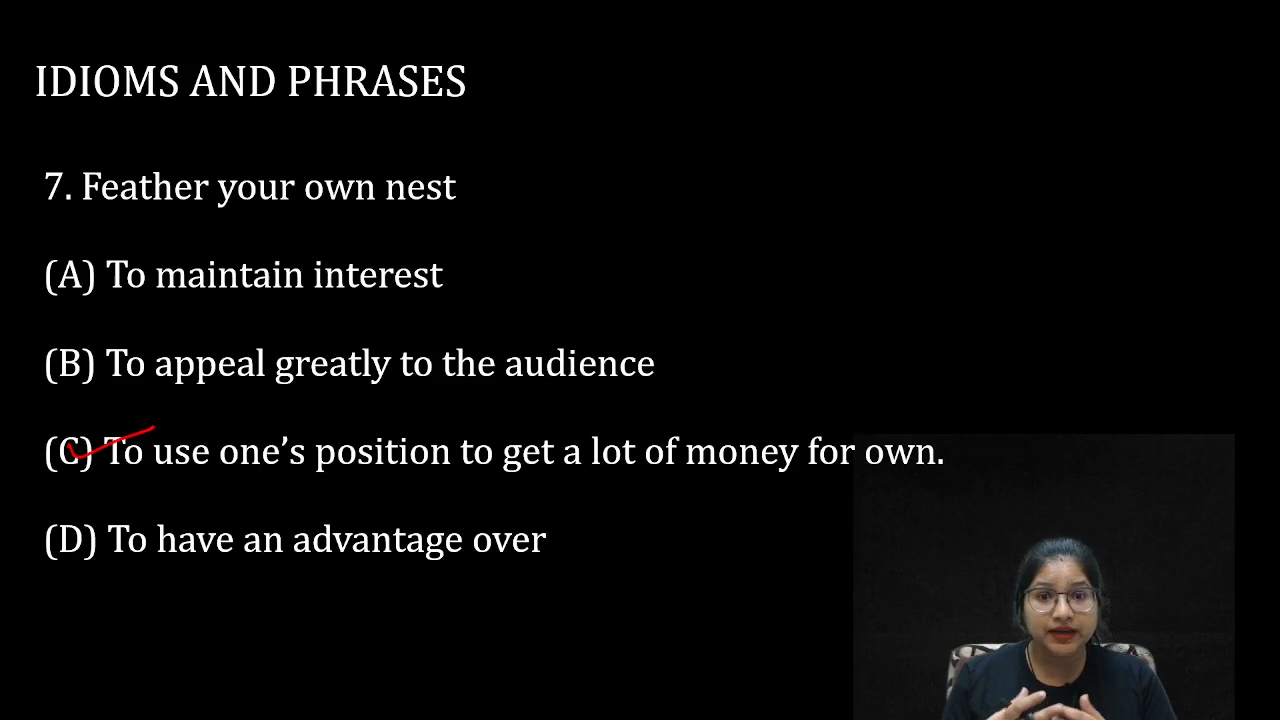 IDIOMS AND PHRASES
7. Feather your own nest
(A) To maintain interest
(B) To appeal greatly to the audience
(C) To use one’s position to get a lot of money for own.
(D) To have an advantage over